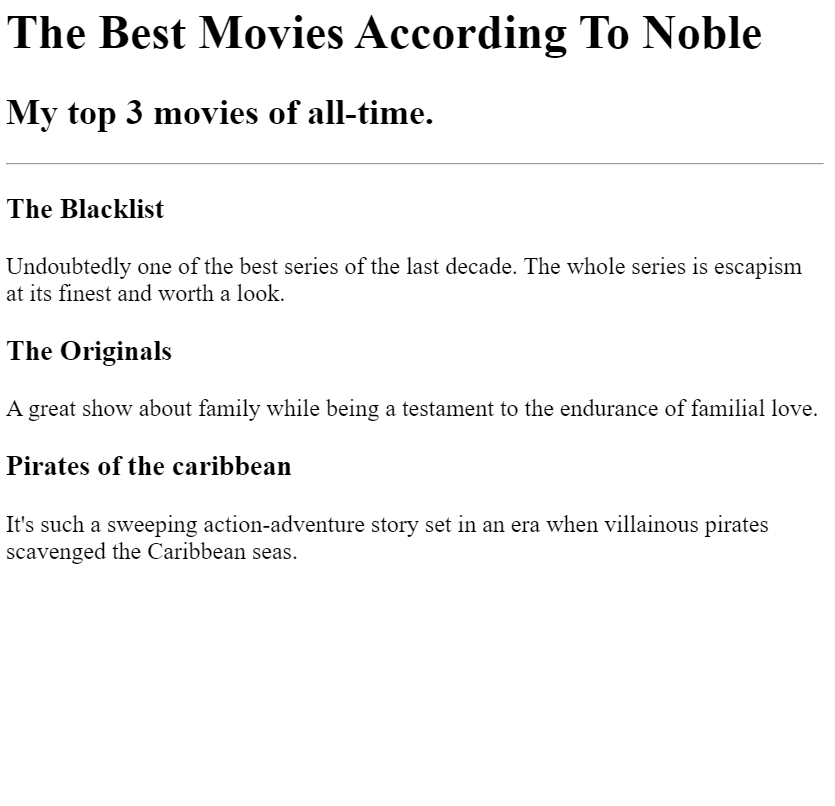 The Best Movies According To Noble
My top 3 movies of all-time.
The Blacklist
Undoubtedly one of the best series of the last decade. The whole series is escapism
at its finest and worth a look.
The Originals
A great show about family while being a testament to the endurance of familial love.
Pirates of the caribbean
It's such a sweeping action-adventure story set in an era when villainous pirates
scavenged the Caribbean seas.